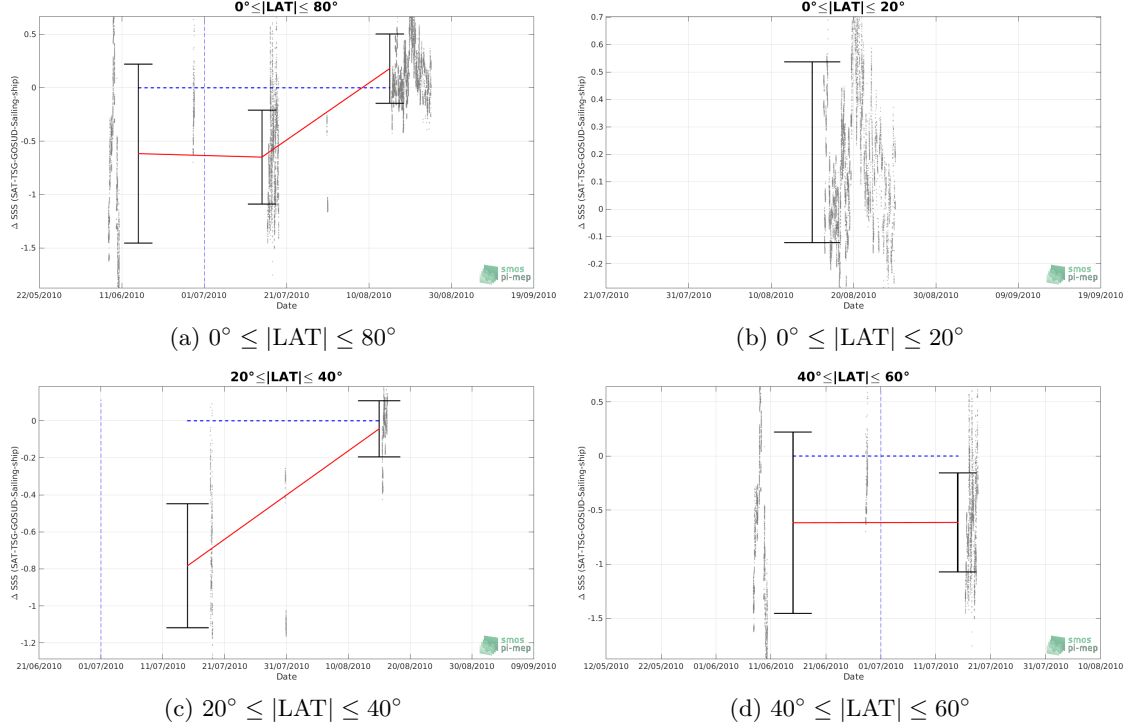 0°≤|LAT|≤ 80°
Δ SSS (SAT-TSG-GOSUD-Sailing-ship)
0.5
0
-0.5
-1
-1.5
22/05/2010 11/06/2010 01/07/2010 21/07/2010 10/08/2010 30/08/2010 19/09/2010
Date
smos
pi-mep
(a) 0° ≤ |LAT| ≤ 80°
0°≤|LAT|≤ 20°
Δ SSS (SAT-TSG-GOSUD-Sailing-ship)
0.7
0.6
0.5
0.4
0.3
0.2
0.1
0
-0.1
-0.2
21/07/2010 31/07/2010 10/08/2010 20/08/2010 30/08/2010 09/09/2010 19/09/2010
Date
smos
pi-mep
(b) 0° ≤ |LAT| ≤ 20°
20°≤|LAT|≤ 40°
Δ SSS (SAT-TSG-GOSUD-Sailing-ship)
0
-0.2
-0.4
-0.6
-0.8
-1
-1.2
21/06/2010 01/07/2010 11/07/2010 21/07/2010 31/07/2010 10/08/2010 20/08/2010 30/08/2010 09/09/2010
Date
smos
pi-mep
(c) 20° ≤ |LAT| ≤ 40°
40°≤|LAT|≤ 60°
Δ SSS (SAT-TSG-GOSUD-Sailing-ship)
0.5
0
-0.5
-1
-1.5
12/05/2010 22/05/2010 01/06/2010 11/06/2010 21/06/2010 01/07/2010 11/07/2010 21/07/2010 31/07/2010 10/08/2010
Date
smos
pi-mep
(d) 40° ≤ |LAT| ≤ 60°